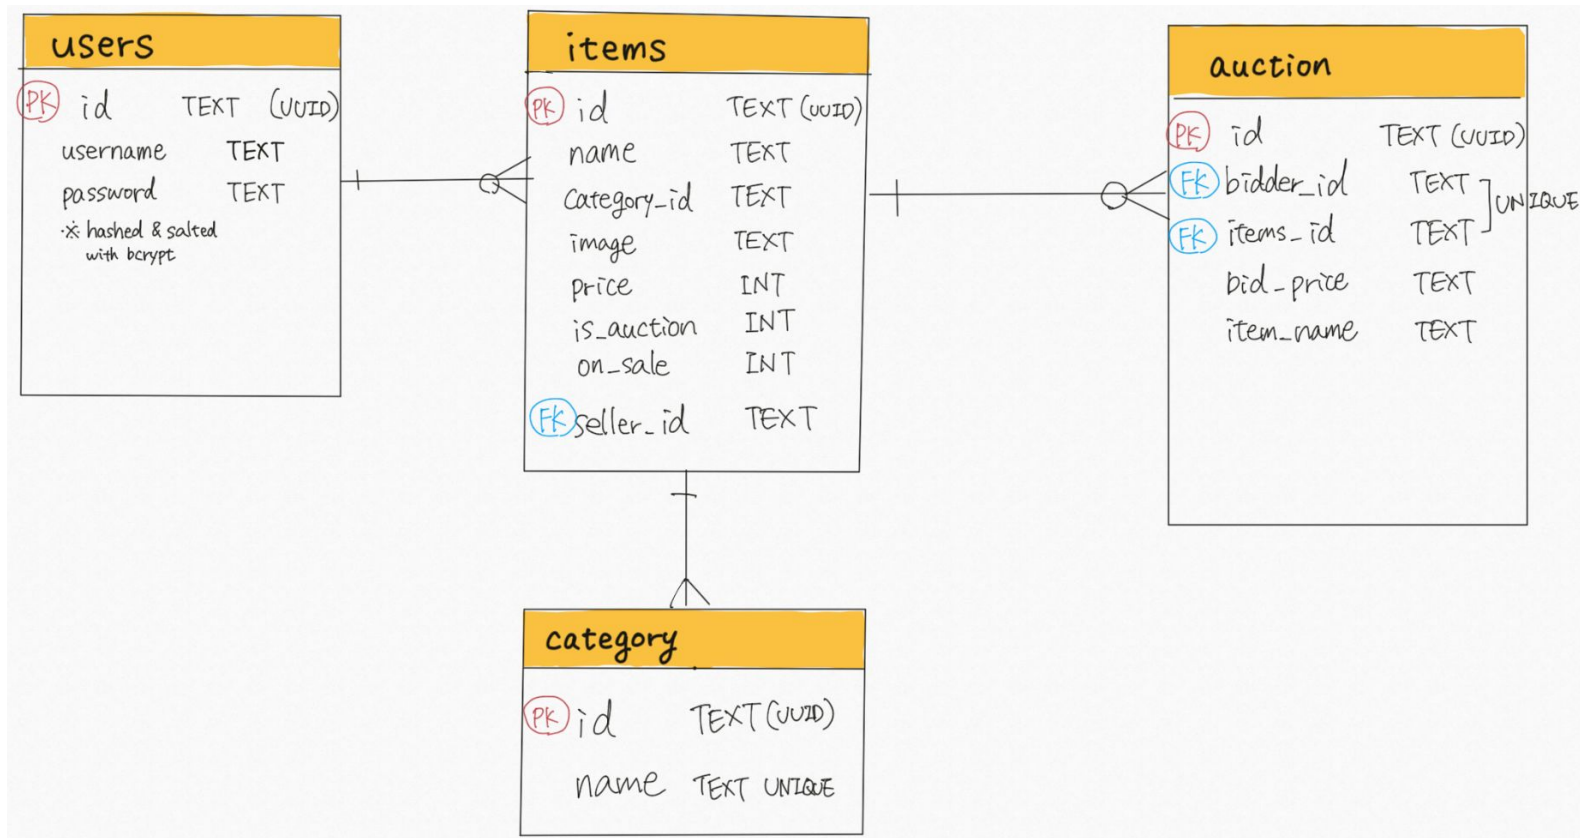 users
PK id TEXT (UUID)
username TEXT
password TEXT
※ hashed & salted
with bcrypt
items
PK id TEXT (UUID)
name TEXT
category_id TEXT
image TEXT
price INT
is_auction INT
on_sale INT
FK seller_id TEXT
auction
PK id TEXT (UUID)
FK bidder_id TEXT
UNIQUE
FK items_id TEXT
bid_price TEXT
item_name TEXT
category
PK id TEXT (UUID)
name TEXT UNIQUE